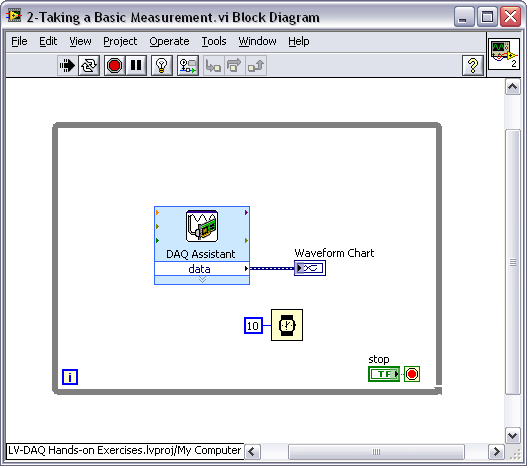 2-Taking a Basic Measurement.vi Block Diagram
File Edit View Project Operate Tools Window Help
?
2
DAQ Assistant
data
Waveform Chart
10
stop
TF
i
LV-DAQ Hands-on Exercises.lvproj/My Computer